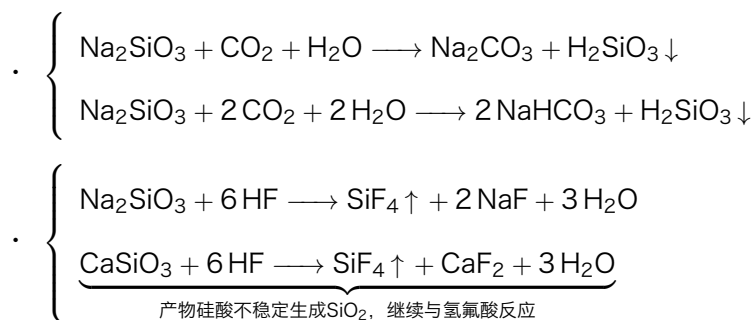 · Na₂SiO₃ + CO₂ + H₂O ⟶ Na₂CO₃ + H₂SiO₃↓
Na₂SiO₃ + 2 CO₂ + 2 H₂O ⟶ 2 NaHCO₃ + H₂SiO₃↓
· Na₂SiO₃ + 6 HF ⟶ SiF₄↑ + 2 NaF + 3 H₂O
CaSiO₃ + 6 HF ⟶ SiF₄↑ + CaF₂ + 3 H₂O
产物硅酸不稳定生成SiO₂，继续与氢氟酸反应